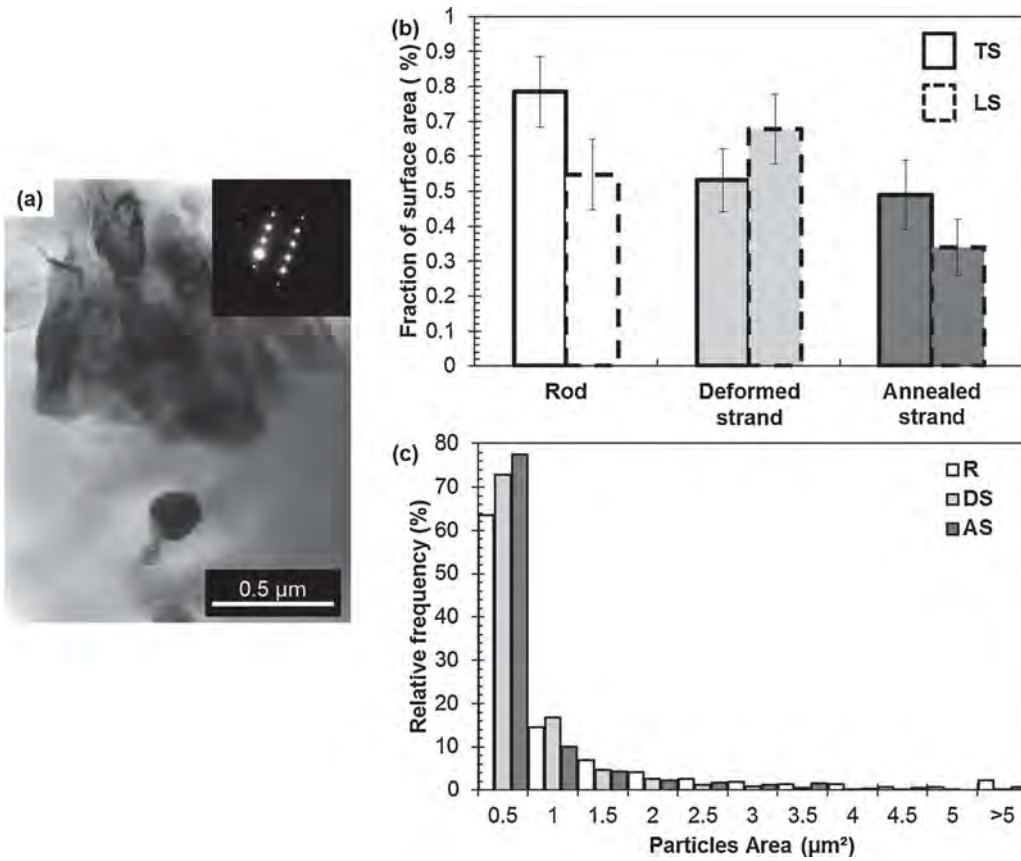 (a)
0.5 µm
(b)
Fraction of surface area ( %)
1
0.9
0.8
0.7
0.6
0.5
0.4
0.3
0.2
0.1
0
TS
LS
Rod
Deformed strand
Annealed strand
(c)
Relative frequency (%)
80
70
60
50
40
30
20
10
0
R
DS
AS
0.5 1 1.5 2 2.5 3 3.5 4 4.5 5 >5
Particles Area (µm²)